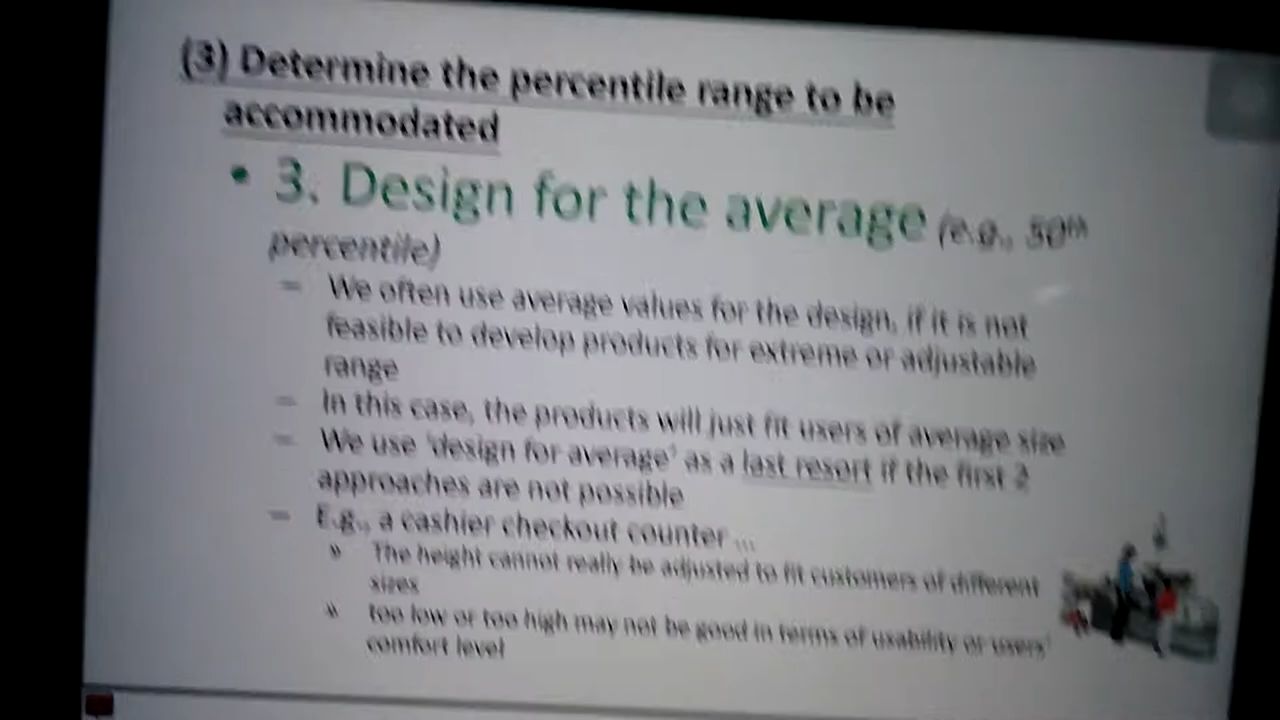 (3) Determine the percentile range to be
accommodated
• 3. Design for the average (e.g., 50th
percentile)
– We often use average values for the design, if it is not
feasible to develop products for extreme or adjustable
range
– In this case, the products will just fit users of average size
– We use 'design for average' as a last resort if the first 2
approaches are not possible
– E.g., a cashier checkout counter ...
» The height cannot really be adjusted to fit customers of different
sizes
» too low or too high may not be good in terms of usability or users'
comfort level